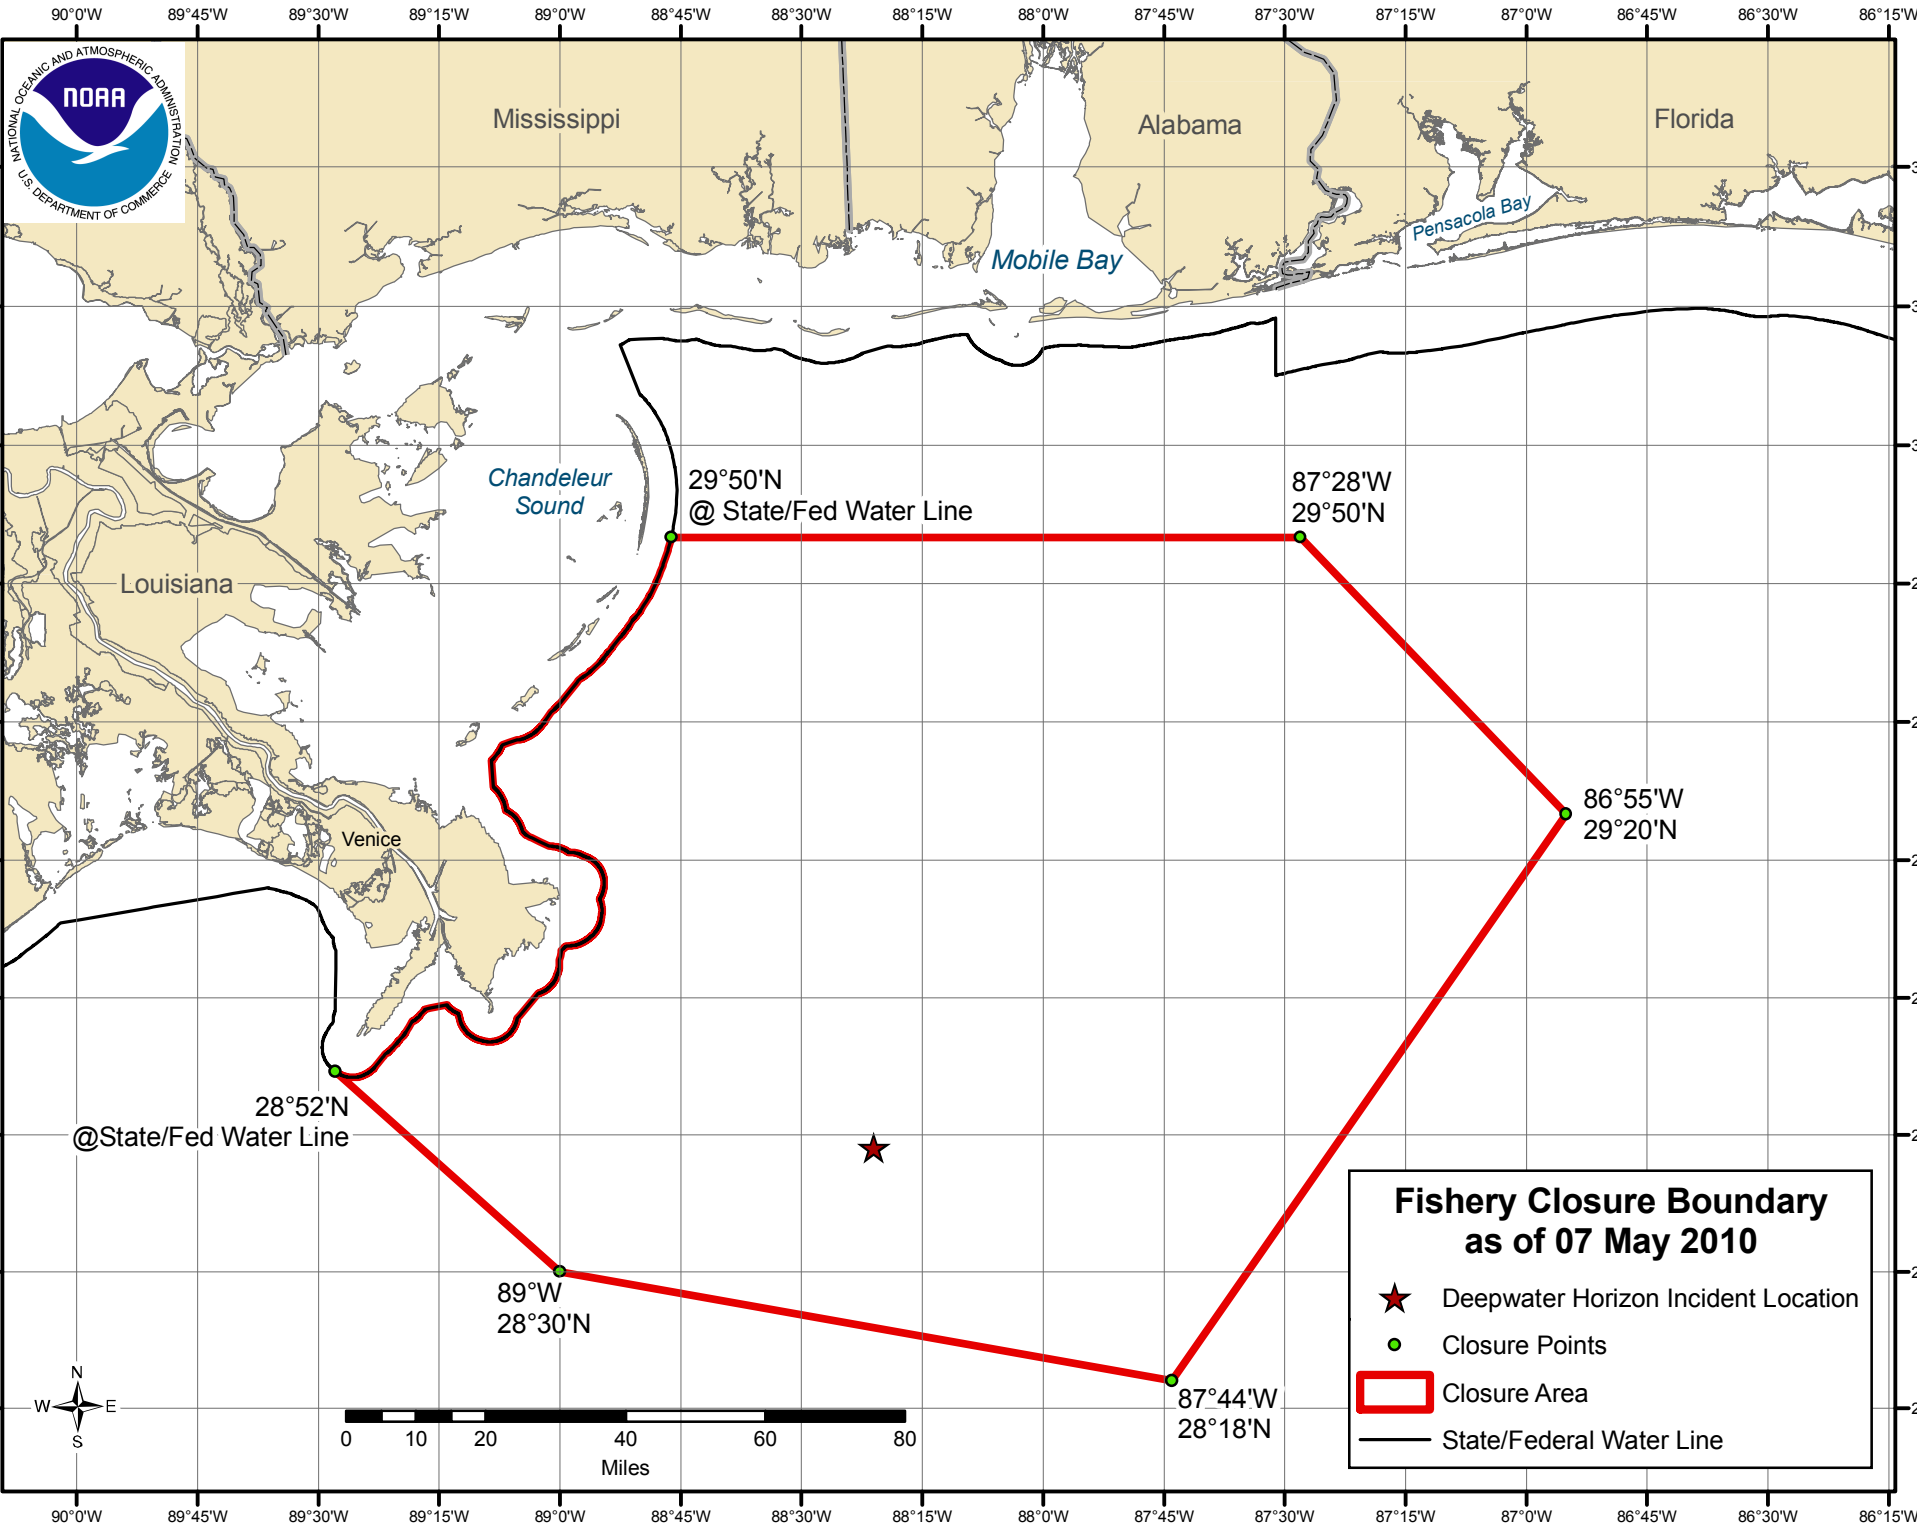 90°0'W 89°45'W 89°30'W 89°15'W 89°0'W 88°45'W 88°30'W 88°15'W 88°0'W 87°45'W 87°30'W 87°15'W 87°0'W 86°45'W 86°30'W 86°15'W
NATIONAL OCEANIC AND ATMOSPHERIC ADMINISTRATION
NOAA
U.S. DEPARTMENT OF COMMERCE
Mississippi
Alabama
Florida
Pensacola Bay
Mobile Bay
Chandeleur
Sound
29°50'N
@ State/Fed Water Line
87°28'W
29°50'N
Louisiana
86°55'W
29°20'N
Venice
28°52'N
@State/Fed Water Line
89°W
28°30'N
87°44'W
28°18'N
Fishery Closure Boundary
as of 07 May 2010
Deepwater Horizon Incident Location
Closure Points
Closure Area
State/Federal Water Line
N
W E
S
0 10 20 40 60 80
Miles
90°0'W 89°45'W 89°30'W 89°15'W 89°0'W 88°45'W 88°30'W 88°15'W 88°0'W 87°45'W 87°30'W 87°15'W 87°0'W 86°45'W 86°30'W 86°15'W